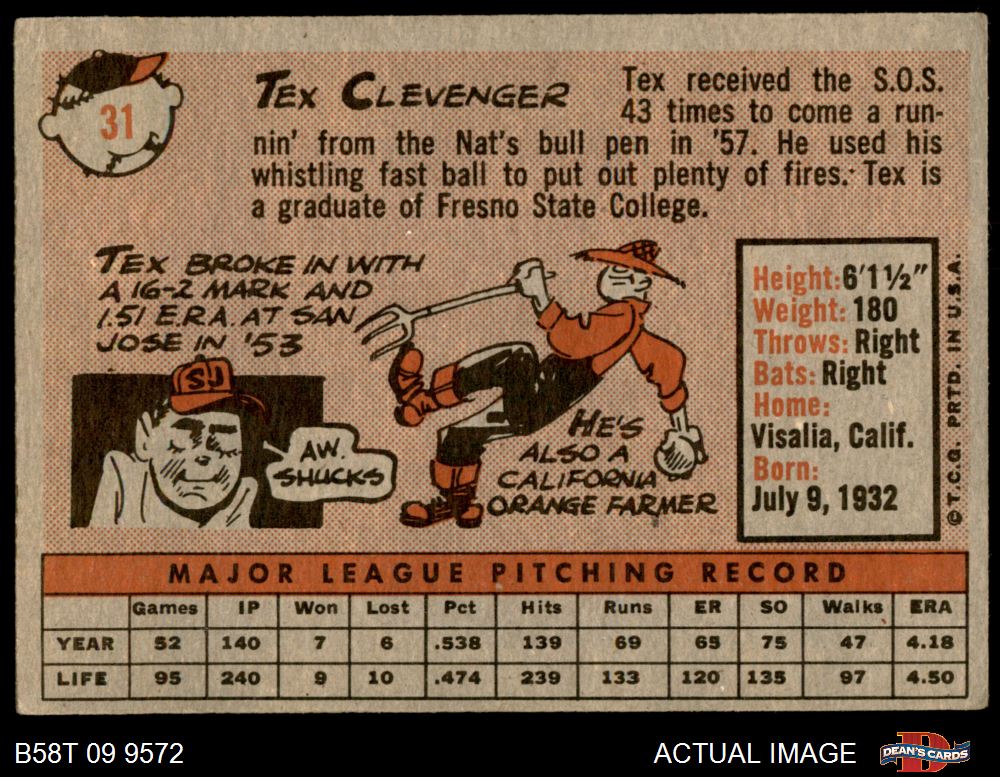 31
TEX CLEVENGER
Tex received the S.O.S.
43 times to come a run-
nin' from the Nat's bull pen in '57. He used his
whistling fast ball to put out plenty of fires. Tex is
a graduate of Fresno State College.
TEX BROKE IN WITH
A 16-2 MARK AND
1.51 E.R.A. AT SAN
JOSE IN '53
SJ
AW.
SHUCKS
HE'S
ALSO A
CALIFORNIA
ORANGE FARMER
Height: 6'1½"
Weight: 180
Throws: Right
Bats: Right
Home:
Visalia, Calif.
Born:
July 9, 1932
© T.C.G. PRTD. IN U.S.A.
MAJOR LEAGUE PITCHING RECORD
Games IP Won Lost Pct Hits Runs ER SO Walks ERA
YEAR 52 140 7 6 .538 139 69 65 75 47 4.18
LIFE 95 240 9 10 .474 239 133 120 135 97 4.50
B58T 09 9572
ACTUAL IMAGE
D
DEAN'S CARDS